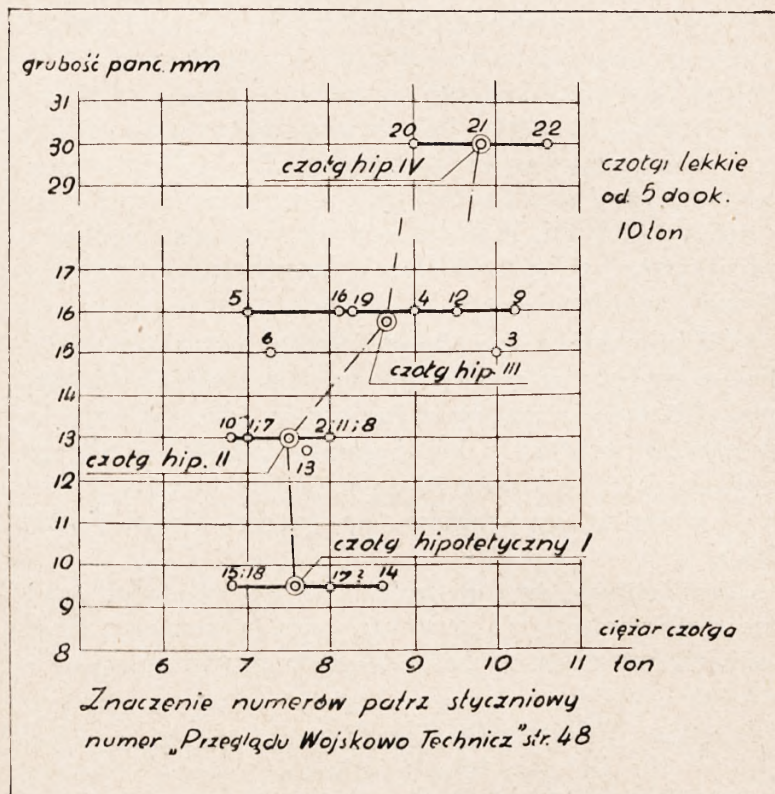 grubość panc. mm
31
30
29
20 21 22
czołg hip. IV
czołgi lekkie
od. 5 do ok.
10 ton
17
16
15
14
13
12
11
10
9
8
5 16 19 4 12 9
6 3
czołg hip. III
10 1;7 2;11;8
czołg hip. II
13
czołg hipotetyczny I
15;18 17? 14
ciężar czołga
6 7 8 9 10 11 ton
Znaczenie numerów patrz styczniowy
numer „Przeglądu Wojskowo Technicz” str. 48